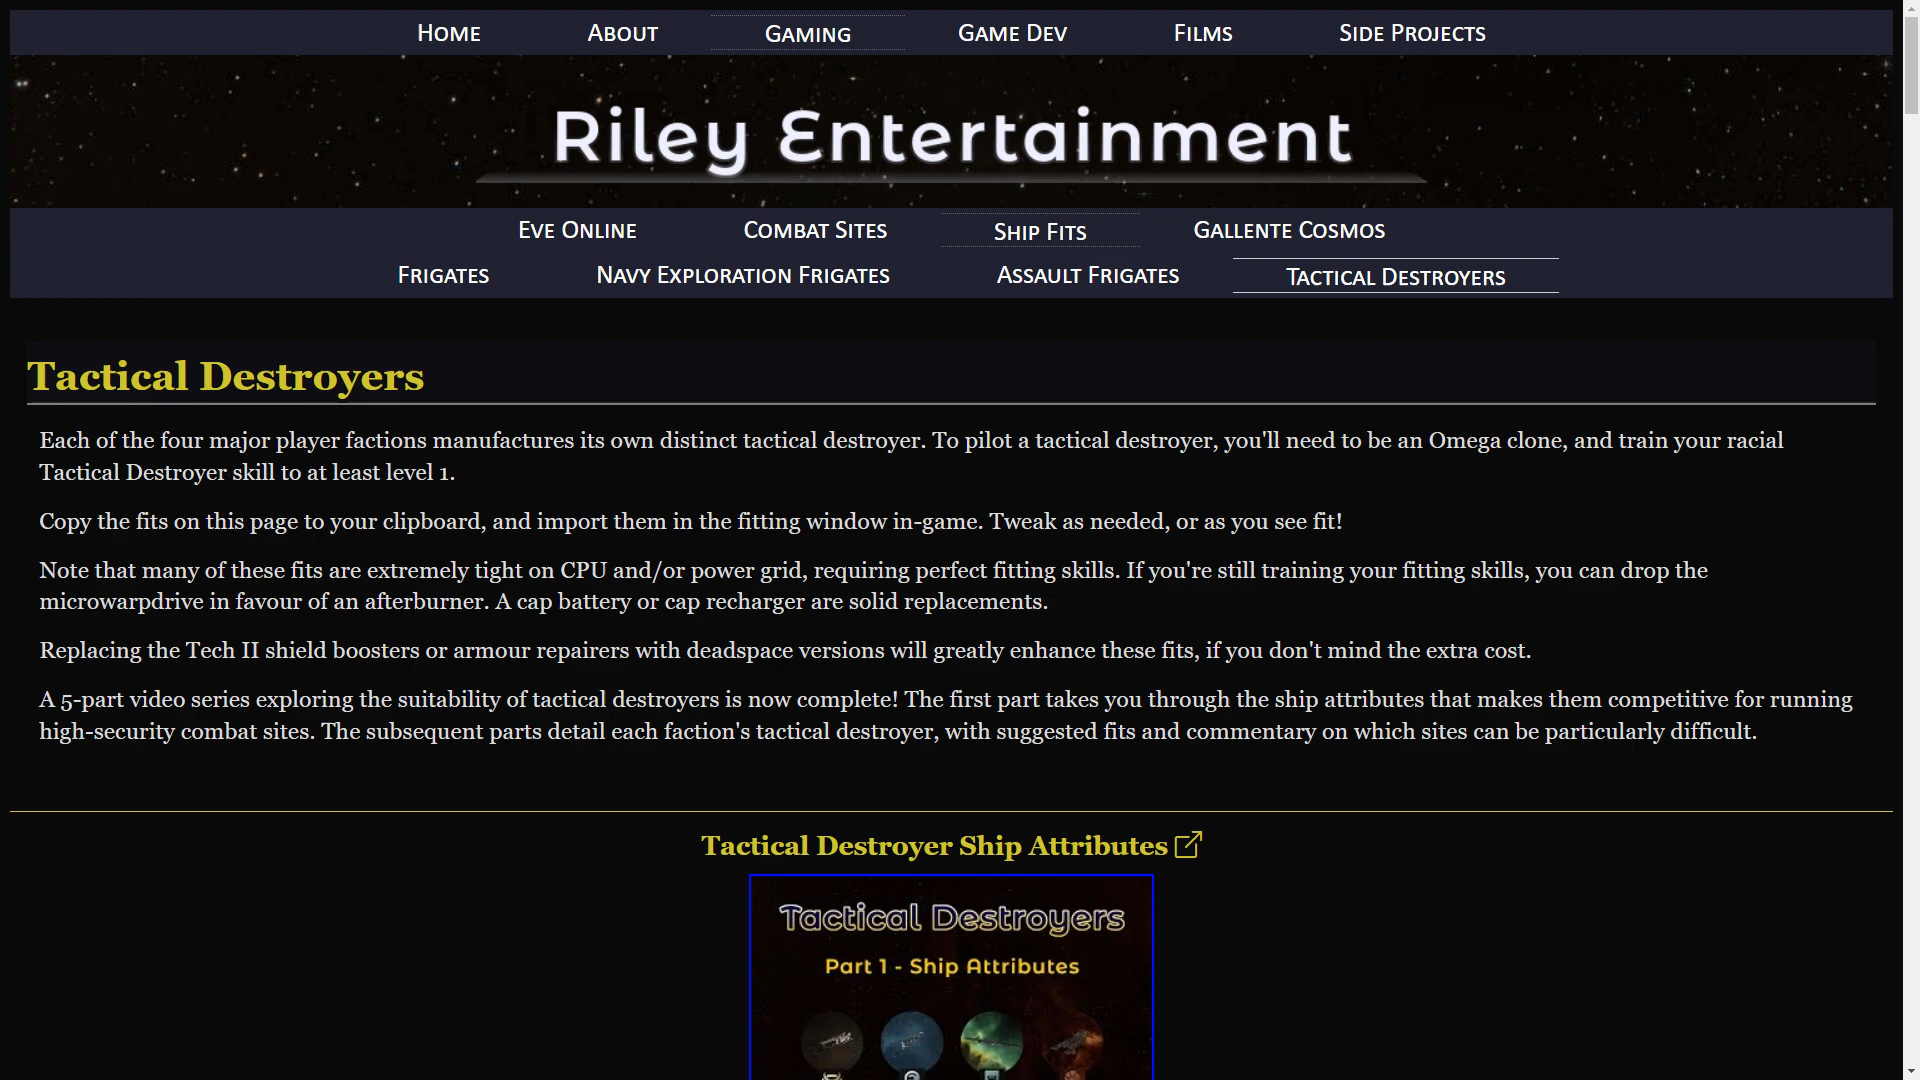 Home About Gaming Game Dev Films Side Projects
Riley Entertainment
Eve Online Combat Sites Ship Fits Gallente Cosmos
Frigates Navy Exploration Frigates Assault Frigates Tactical Destroyers
Tactical Destroyers
Each of the four major player factions manufactures its own distinct tactical destroyer. To pilot a tactical destroyer, you'll need to be an Omega clone, and train your racial
Tactical Destroyer skill to at least level 1.
Copy the fits on this page to your clipboard, and import them in the fitting window in-game. Tweak as needed, or as you see fit!
Note that many of these fits are extremely tight on CPU and/or power grid, requiring perfect fitting skills. If you're still training your fitting skills, you can drop the
microwarpdrive in favour of an afterburner. A cap battery or cap recharger are solid replacements.
Replacing the Tech II shield boosters or armour repairers with deadspace versions will greatly enhance these fits, if you don't mind the extra cost.
A 5-part video series exploring the suitability of tactical destroyers is now complete! The first part takes you through the ship attributes that makes them competitive for running
high-security combat sites. The subsequent parts detail each faction's tactical destroyer, with suggested fits and commentary on which sites can be particularly difficult.
Tactical Destroyer Ship Attributes
Tactical Destroyers
Part 1 - Ship Attributes